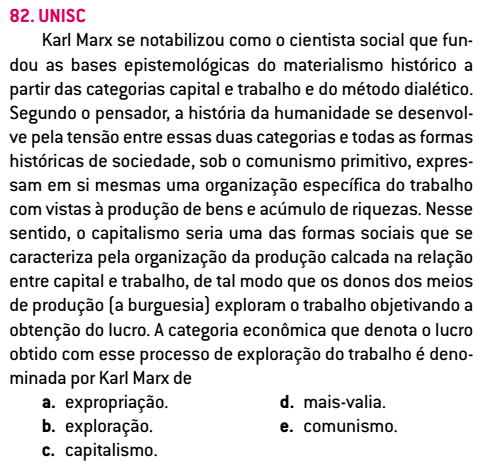 82. UNISC
Karl Marx se notabilizou como o cientista social que fun-
dou as bases epistemológicas do materialismo histórico a
partir das categorias capital e trabalho e do método dialético.
Segundo o pensador, a história da humanidade se desenvol-
ve pela tensão entre essas duas categorias e todas as formas
históricas de sociedade, sob o comunismo primitivo, expres-
sam em si mesmas uma organização específica do trabalho
com vistas à produção de bens e acúmulo de riquezas. Nesse
sentido, o capitalismo seria uma das formas sociais que se
caracteriza pela organização da produção calcada na relação
entre capital e trabalho, de tal modo que os donos dos meios
de produção (a burguesia) exploram o trabalho objetivando a
obtenção do lucro. A categoria econômica que denota o lucro
obtido com esse processo de exploração do trabalho é deno-
minada por Karl Marx de
a. expropriação.
b. exploração.
c. capitalismo.
d. mais-valia.
e. comunismo.